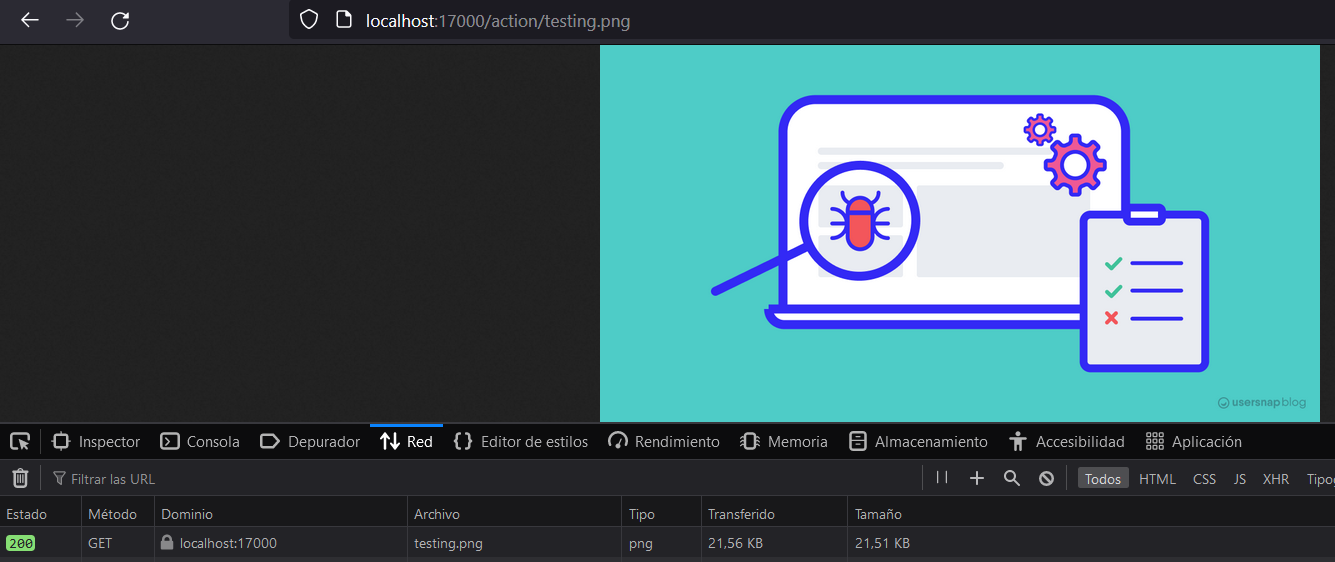 localhost:17000/action/testing.png
usersnap blog
Inspector Consola Depurador Red Editor de estilos Rendimiento Memoria Almacenamiento Accesibilidad Aplicación
Filtrar las URL Todos HTML CSS JS XHR Tipog
Estado Método Dominio Archivo Tipo Transferido Tamaño
200 GET localhost:17000 testing.png png 21,56 KB 21,51 KB